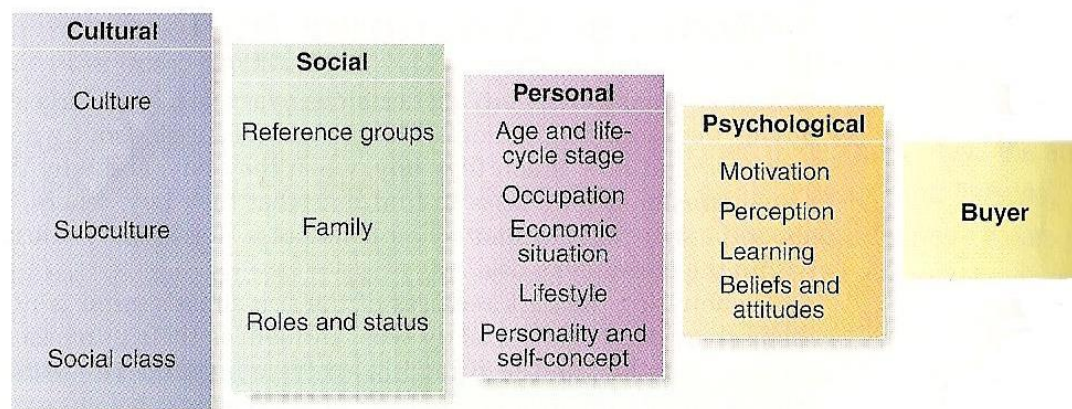 Cultural
Culture
Subculture
Social class
Social
Reference groups
Family
Roles and status
Personal
Age and life-
cycle stage
Occupation
Economic
situation
Lifestyle
Personality and
self-concept
Psychological
Motivation
Perception
Learning
Beliefs and
attitudes
Buyer